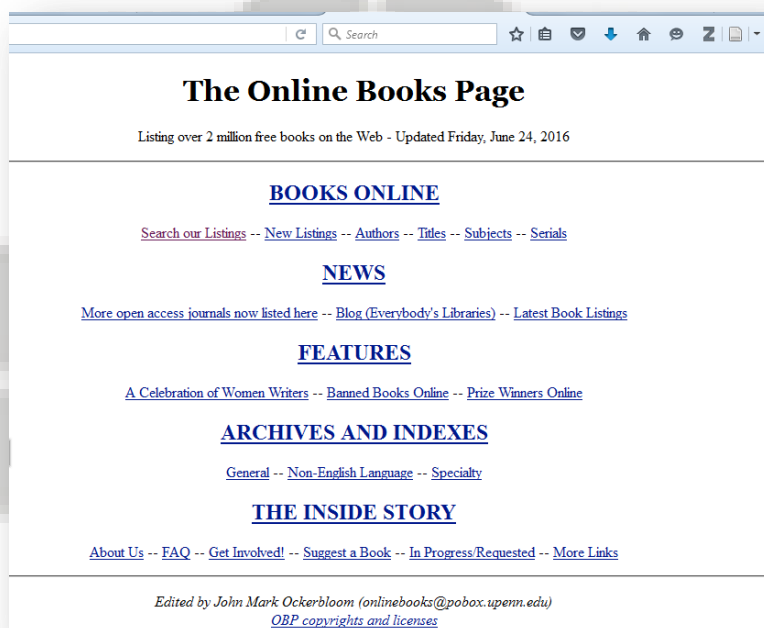 Search
The Online Books Page
Listing over 2 million free books on the Web - Updated Friday, June 24, 2016
BOOKS ONLINE
Search our Listings -- New Listings -- Authors -- Titles -- Subjects -- Serials
NEWS
More open access journals now listed here -- Blog (Everybody's Libraries) -- Latest Book Listings
FEATURES
A Celebration of Women Writers -- Banned Books Online -- Prize Winners Online
ARCHIVES AND INDEXES
General -- Non-English Language -- Specialty
THE INSIDE STORY
About Us -- FAQ -- Get Involved! -- Suggest a Book -- In Progress/Requested -- More Links
Edited by John Mark Ockerbloom (onlinebooks@pobox.upenn.edu)
OBP copyrights and licenses